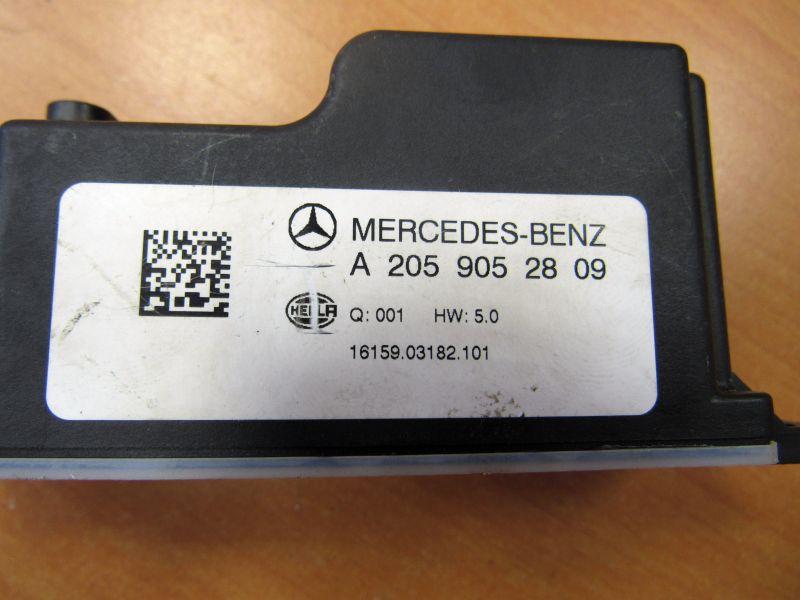 MERCEDES-BENZ
A 205 905 28 09
HELLA
Q: 001 HW: 5.0
16159.03182.101